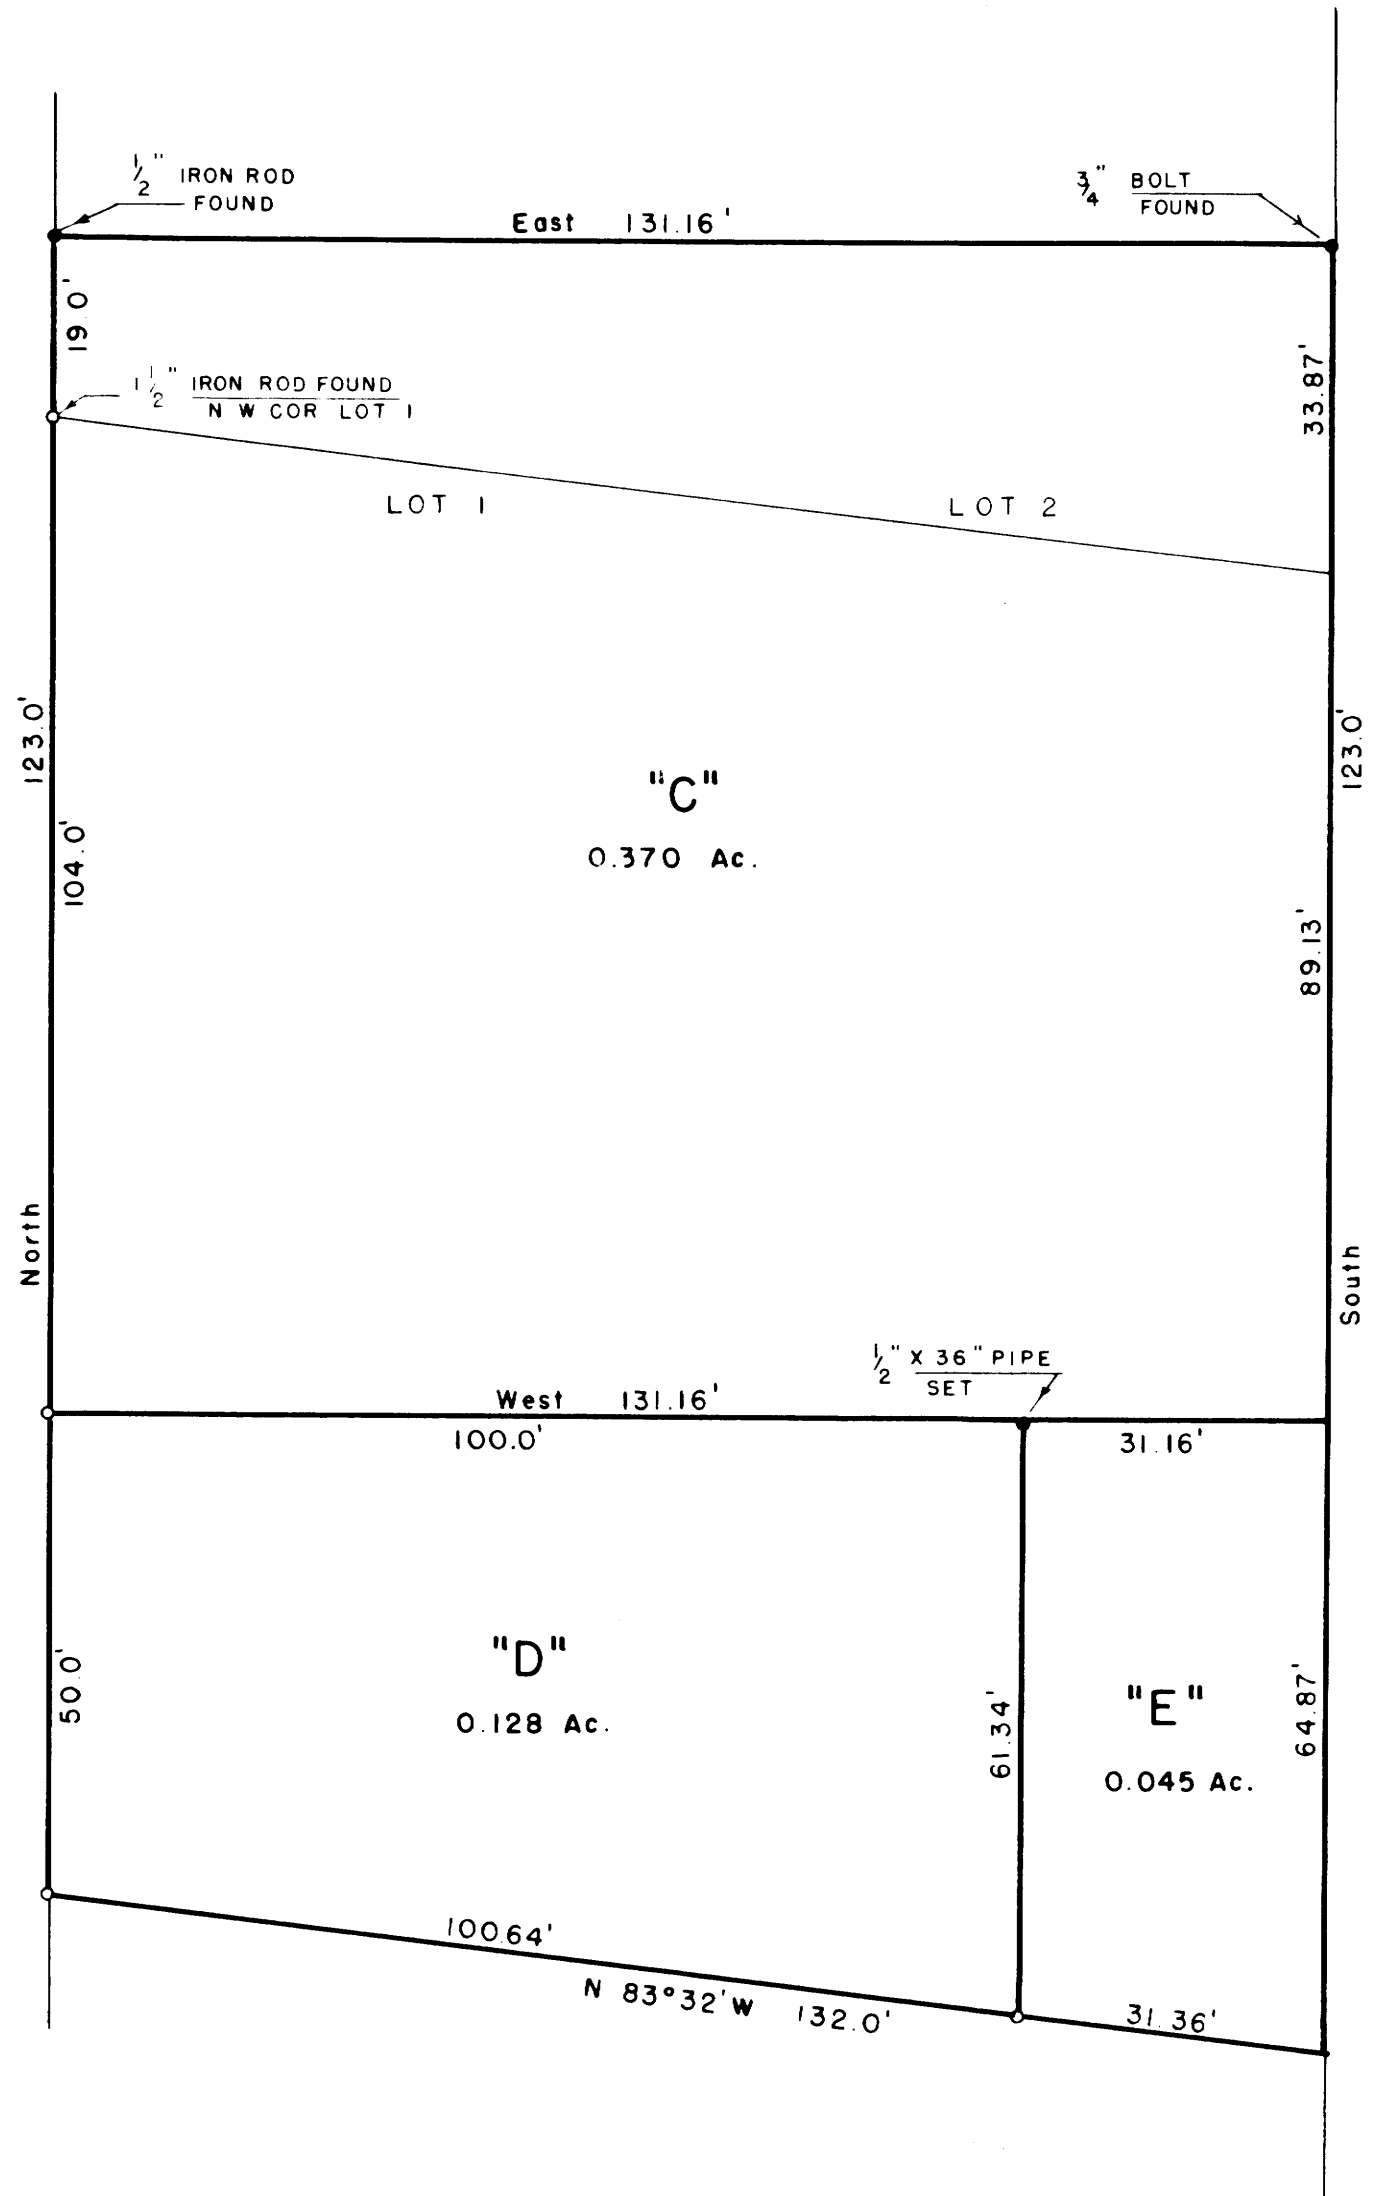 1/2" IRON ROD
FOUND
3/4" BOLT
FOUND
East 131.16'
19.0'
33.87'
1 1/2" IRON ROD FOUND
N W COR LOT 1
LOT 1
LOT 2
123.0'
123.0'
"C"
0.370 Ac.
104.0'
89.13'
North
South
1/2" X 36" PIPE
SET
West 131.16'
100.0'
31.16'
"D"
0.128 Ac.
50.0'
61.34'
"E"
0.045 Ac.
64.87'
100.64'
N 83°32'W 132.0'
31.36'